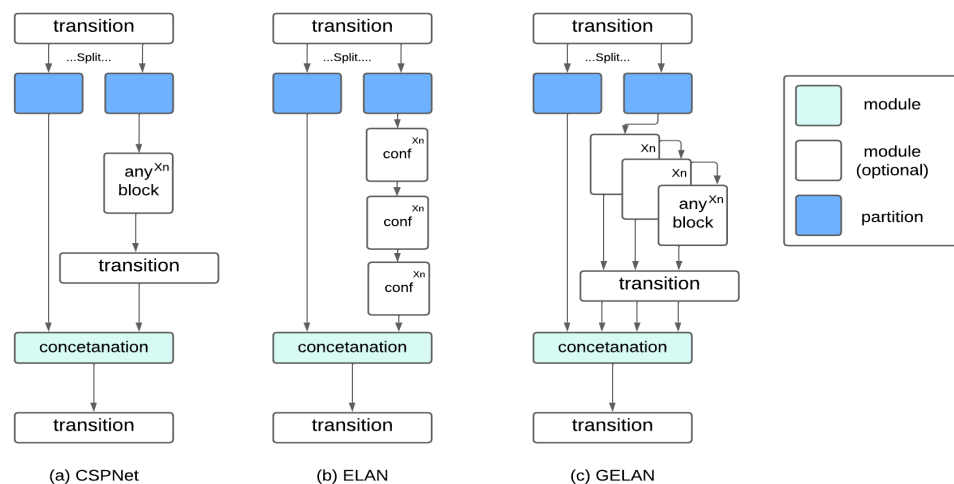 transition
...Split...
any Xn
block
transition
concetanation
transition
(a) CSPNet
transition
...Split....
Xn
conf
Xn
conf
Xn
conf
concetanation
transition
(b) ELAN
transition
...Split...
Xn
Xn
any Xn
block
transition
concetanation
transition
(c) GELAN
module
module
(optional)
partition